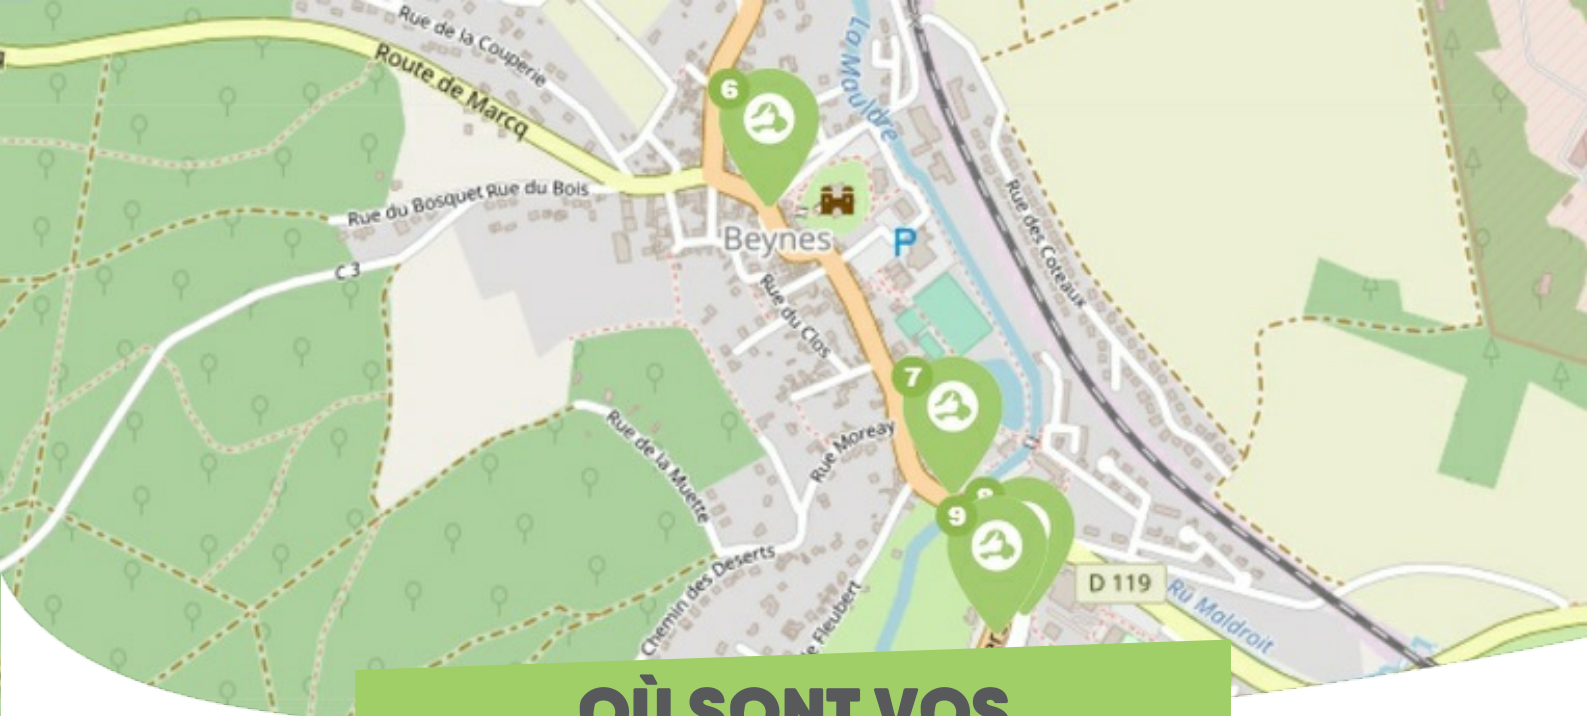 Rue de la Couperie
La Mauldre
Route de Marcq
6
Rue du Bosquet Rue du Bois
Rue des Coteaux
Beynes
P
C 3
Rue du Clos
7
Rue de la Muette
Rue Moreay
8
9
Chemin des Deserts
D 119
Ru Maldroit
Fleubert
OÙ SONT VOS